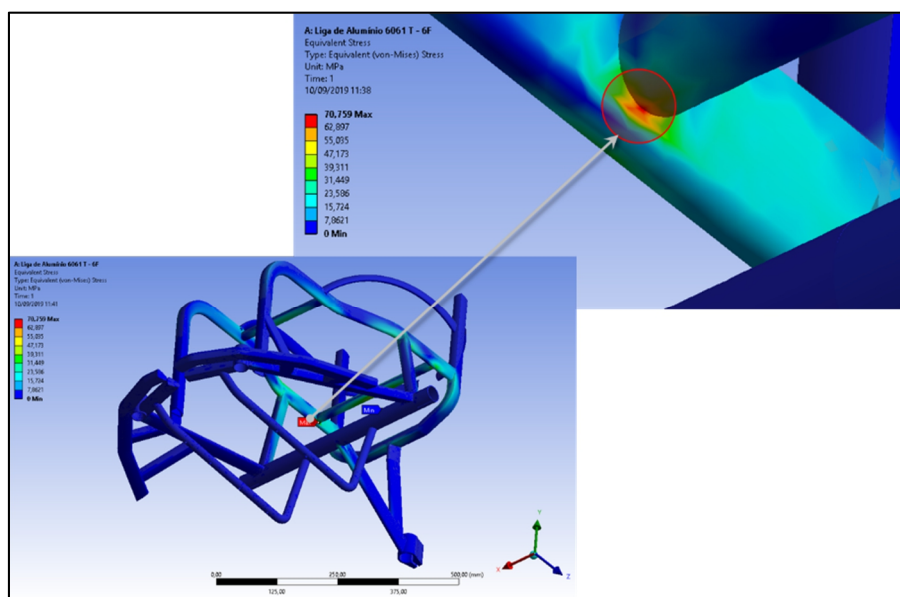 A: Liga de Alumínio 6061 T - 6F
Equivalent Stress
Type: Equivalent (von-Mises) Stress
Unit: MPa
Time: 1
10/09/2019 11:38
70,759 Max
62,897
55,035
47,173
39,311
31,449
23,586
15,724
7,8621
0 Min
A: Liga de Alumínio 6061 T - 6F
Equivalent Stress
Type: Equivalent (von-Mises) Stress
Unit: MPa
Time: 1
10/09/2019 11:41
70,759 Max
62,897
55,035
47,173
39,311
31,449
23,586
15,724
7,8621
0 Min
Min
Y
X
Z
0,00
250,00
500,00 (mm)
125,00
375,00